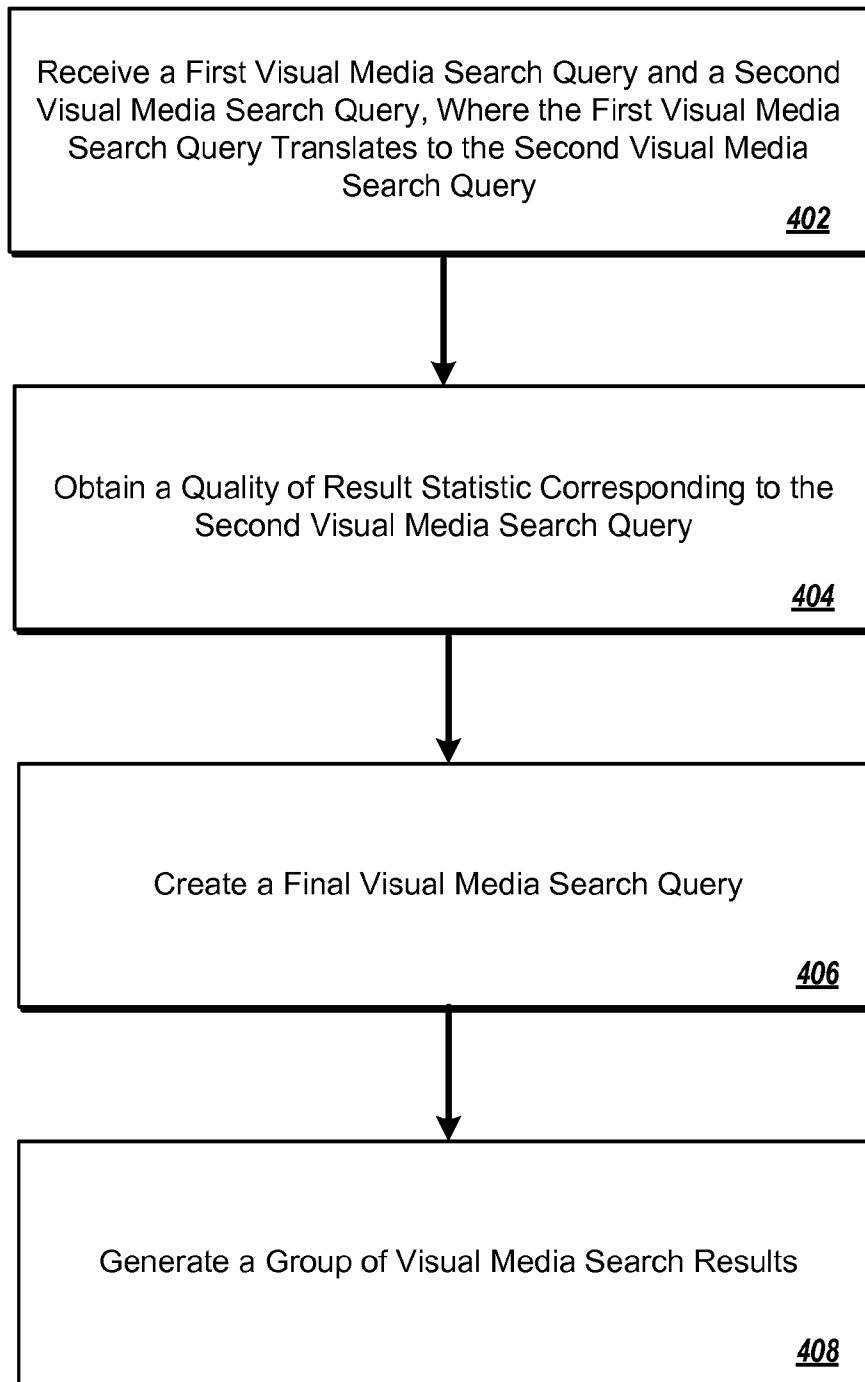 Receive a First Visual Media Search Query and a Second
Visual Media Search Query, Where the First Visual Media
Search Query Translates to the Second Visual Media
Search Query
402
Obtain a Quality of Result Statistic Corresponding to the
Second Visual Media Search Query
404
Create a Final Visual Media Search Query
406
Generate a Group of Visual Media Search Results
408